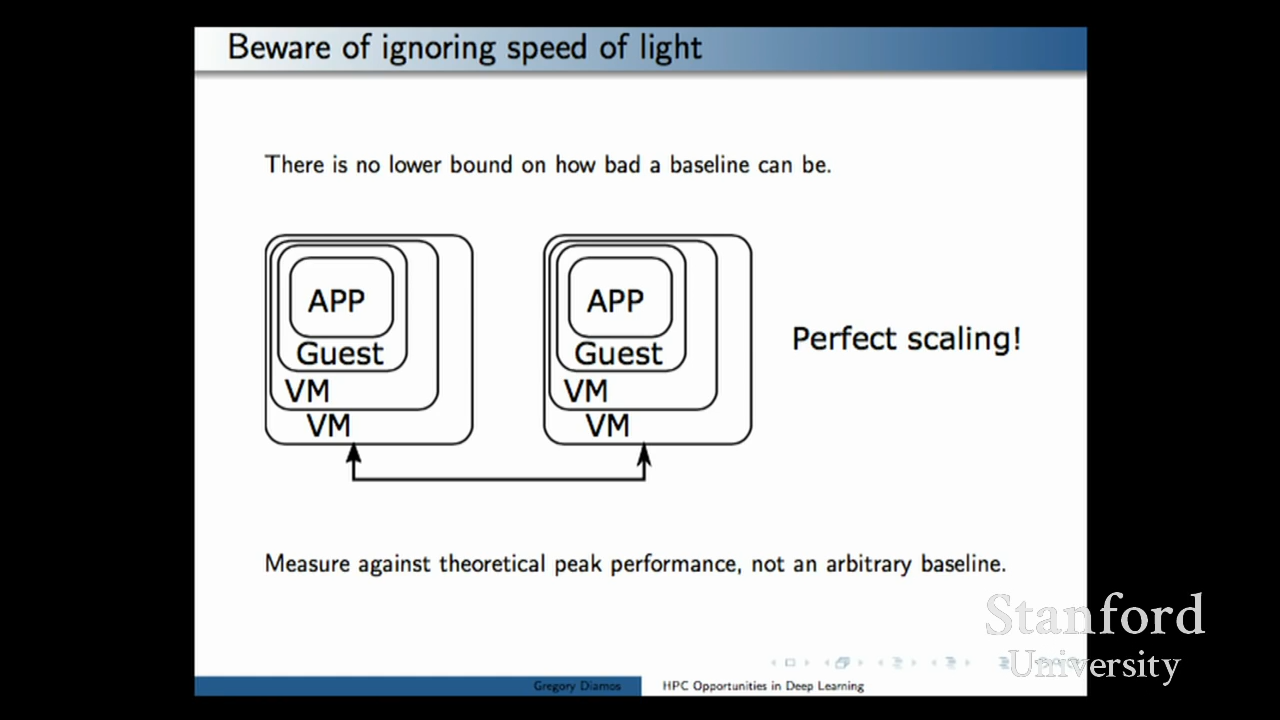 Beware of ignoring speed of light
There is no lower bound on how bad a baseline can be.
APP
Guest
VM
VM
APP
Guest
VM
VM
Perfect scaling!
Measure against theoretical peak performance, not an arbitrary baseline.
Stanford
University
Gregory Diamos
HPC Opportunities in Deep Learning